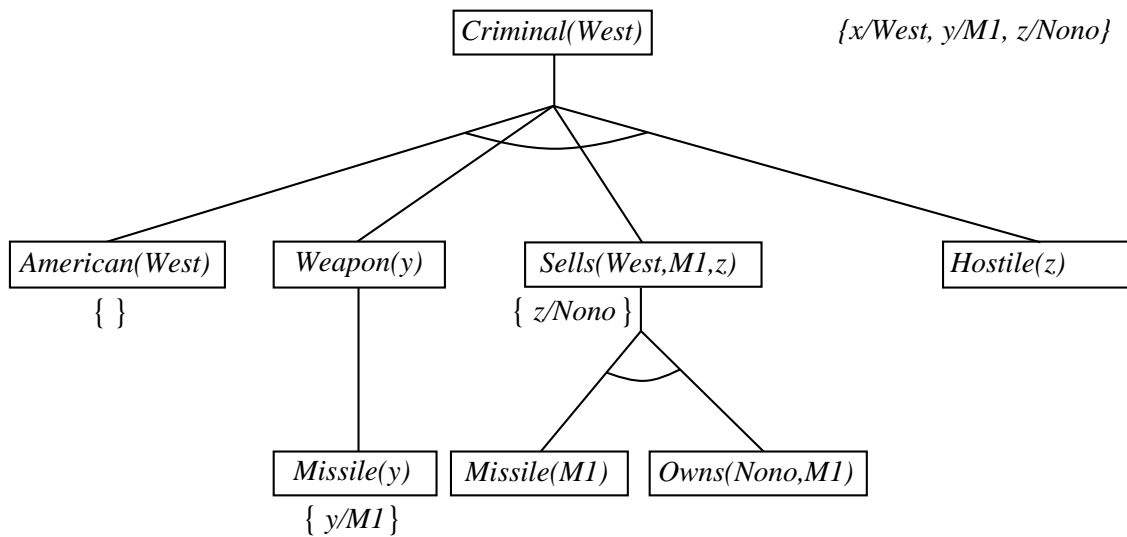 Criminal(West)
{x/West, y/M1, z/Nono}
American(West)
Weapon(y)
Sells(West,M1,z)
Hostile(z)
{ }
{ z/Nono }
Missile(y)
Missile(M1)
Owns(Nono,M1)
{ y/M1 }